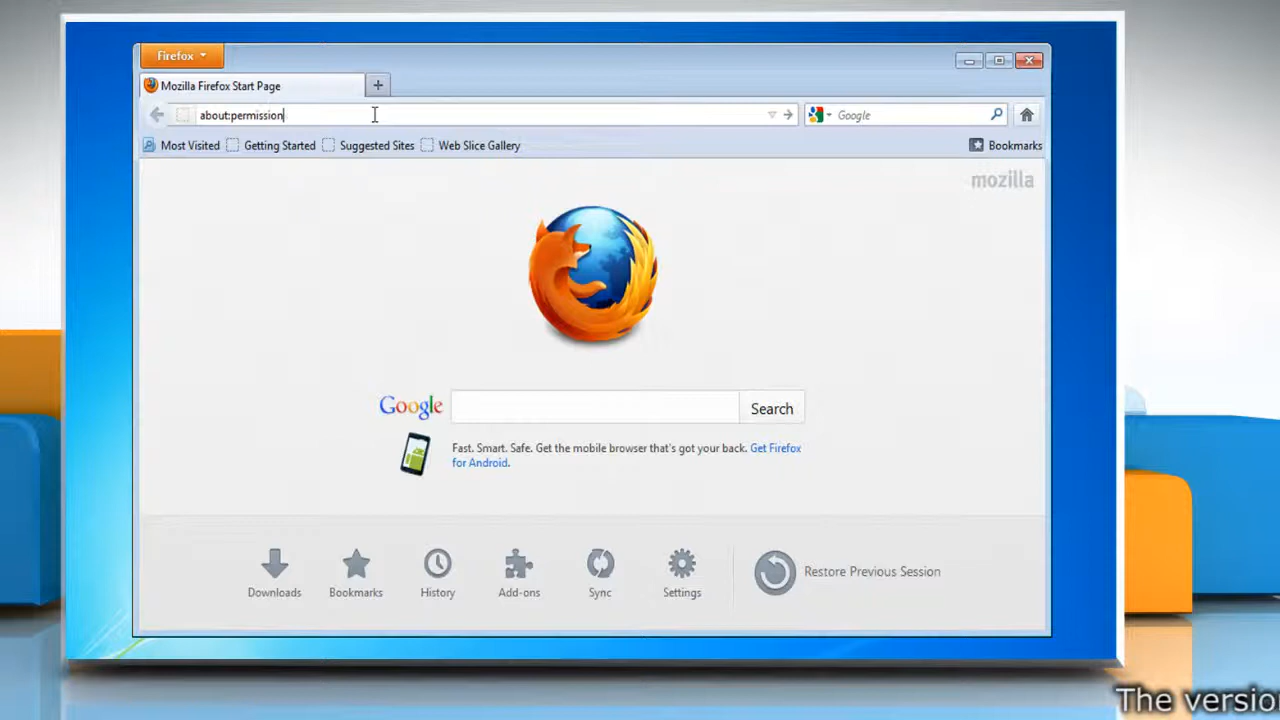 Firefox
Mozilla Firefox Start Page
about:permission
Google
Most Visited
Getting Started
Suggested Sites
Web Slice Gallery
Bookmarks
mozilla
Google
Search
Fast. Smart. Safe. Get the mobile browser that's got your back. Get Firefox
for Android.
Downloads
Bookmarks
History
Add-ons
Sync
Settings
Restore Previous Session
The versio